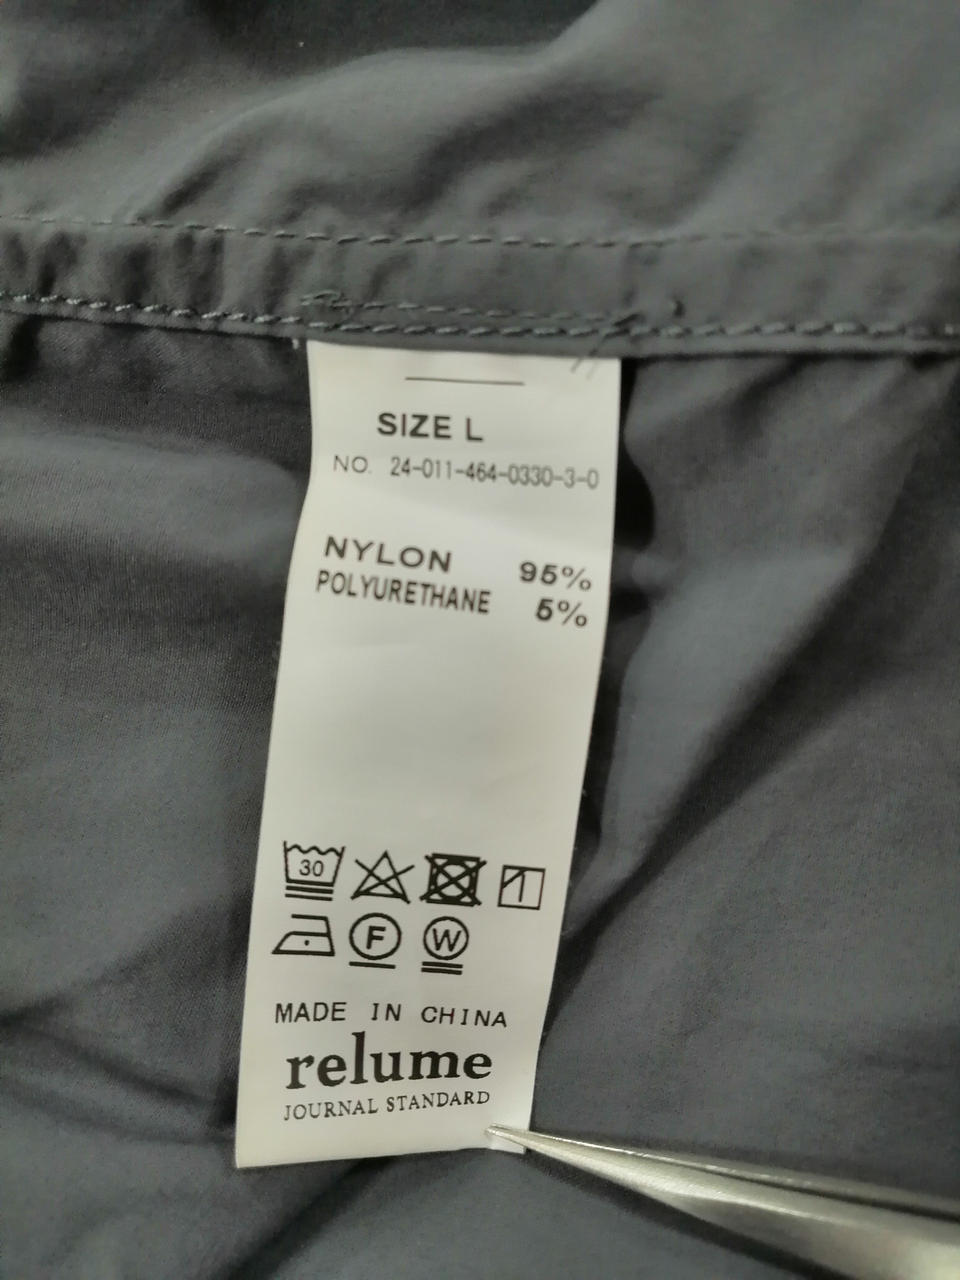 SIZE L
NO. 24-011-464-0330-3-0
NYLON 95%
POLYURETHANE 5%
30
F W
MADE IN CHINA
relume
JOURNAL STANDARD